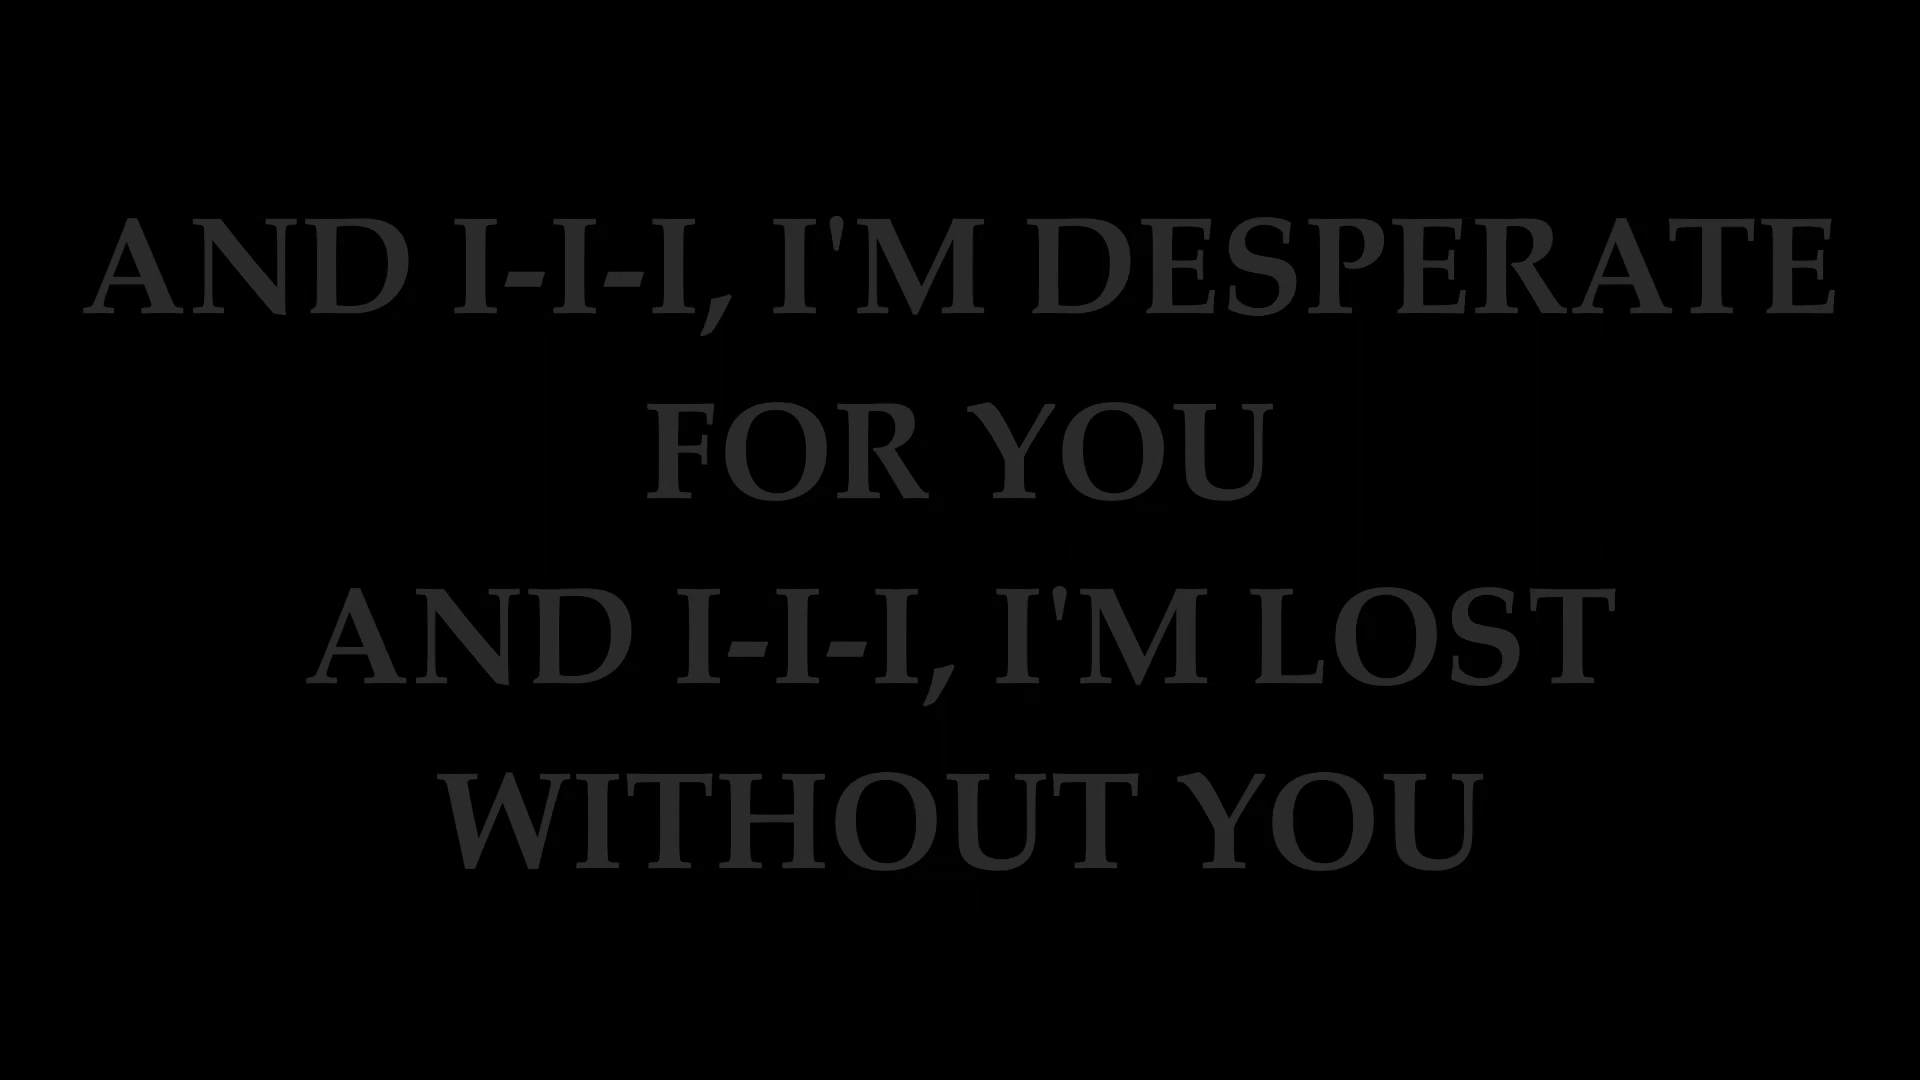 AND I-I-I, I'M DESPERATE
FOR YOU
AND I-I-I, I'M LOST
WITHOUT YOU